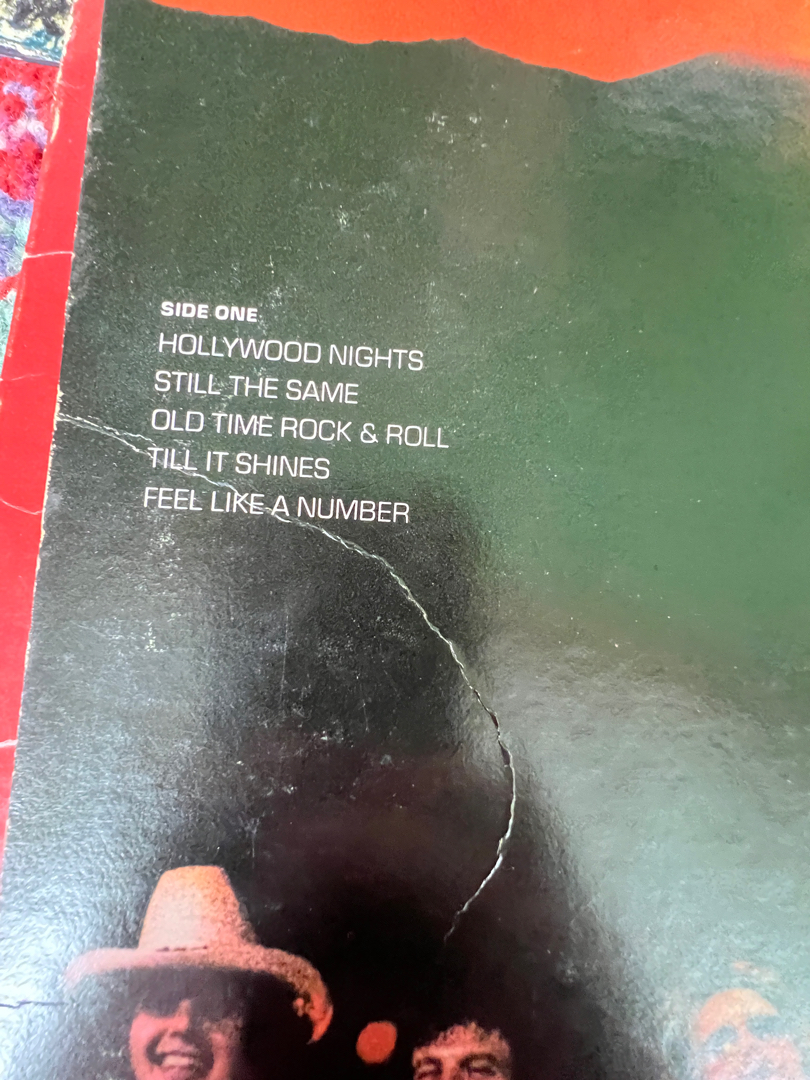 SIDE ONE
HOLLYWOOD NIGHTS
STILL THE SAME
OLD TIME ROCK & ROLL
TILL IT SHINES
FEEL LIKE A NUMBER